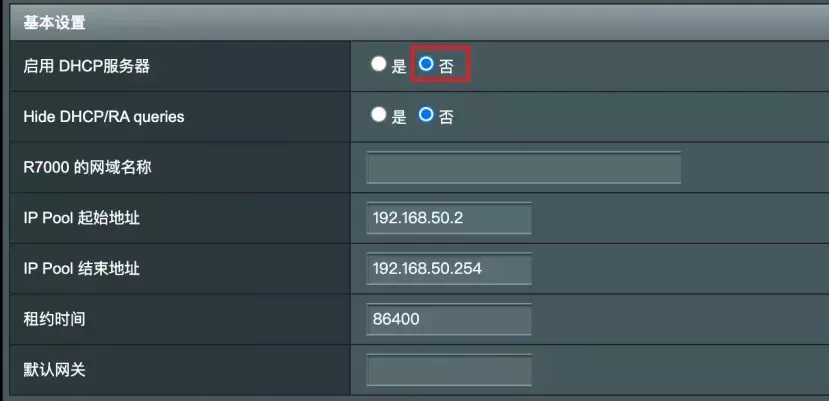 基本设置
启用 DHCP服务器 是 否
Hide DHCP/RA queries 是 否
R7000 的网域名称
IP Pool 起始地址 192.168.50.2
IP Pool 结束地址 192.168.50.254
租约时间 86400
默认网关